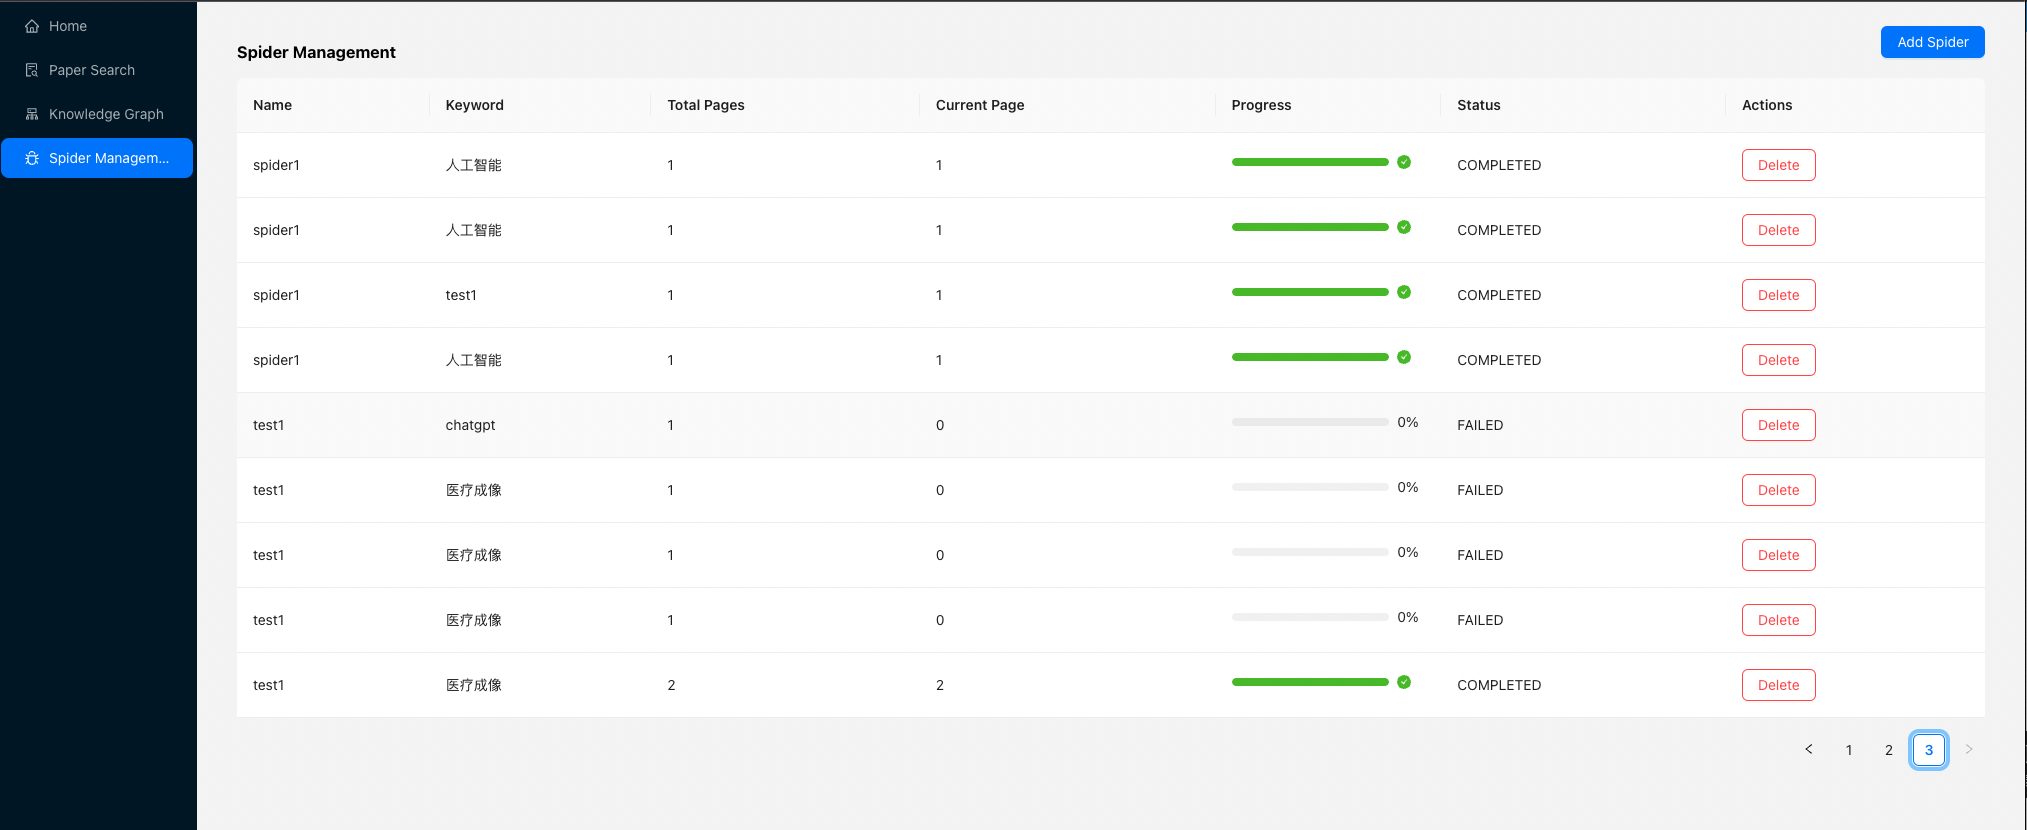 Home
Paper Search
Knowledge Graph
Spider Managem...
Spider Management
Add Spider
Name Keyword Total Pages Current Page Progress Status Actions
spider1 人工智能 1 1 COMPLETED Delete
spider1 人工智能 1 1 COMPLETED Delete
spider1 test1 1 1 COMPLETED Delete
spider1 人工智能 1 1 COMPLETED Delete
test1 chatgpt 1 0 0% FAILED Delete
test1 医疗成像 1 0 0% FAILED Delete
test1 医疗成像 1 0 0% FAILED Delete
test1 医疗成像 1 0 0% FAILED Delete
test1 医疗成像 2 2 COMPLETED Delete
1 2 3